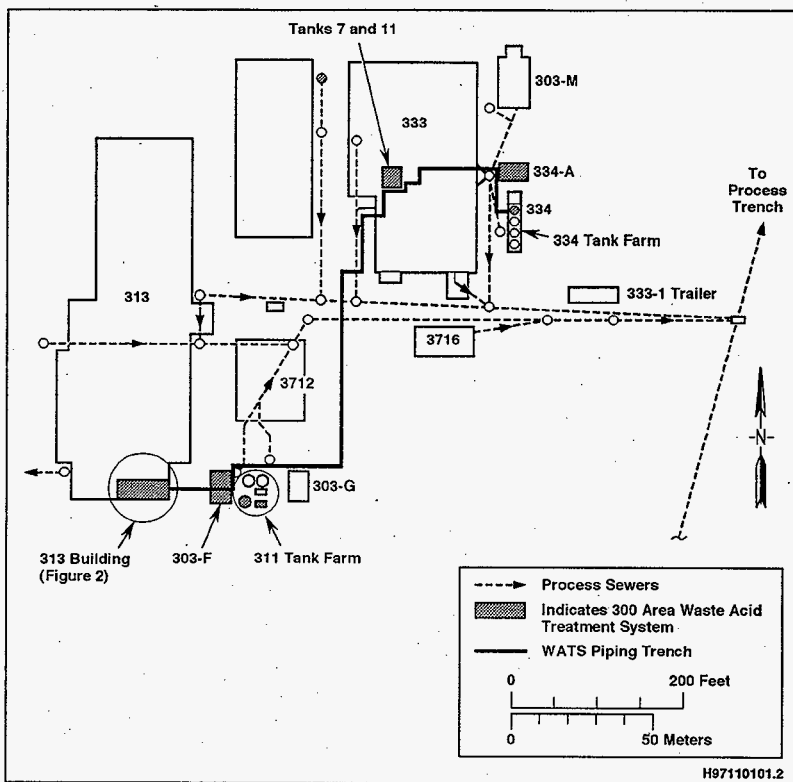 Tanks 7 and 11
303-M
333
334-A
To
Process
Trench
334
334 Tank Farm
313
333-1 Trailer
3716
3712
303-G
313 Building
(Figure 2)
303-F
311 Tank Farm
N
Process Sewers
Indicates 300 Area Waste Acid
Treatment System
WATS Piping Trench
0 200 Feet
0 50 Meters
H97110101.2